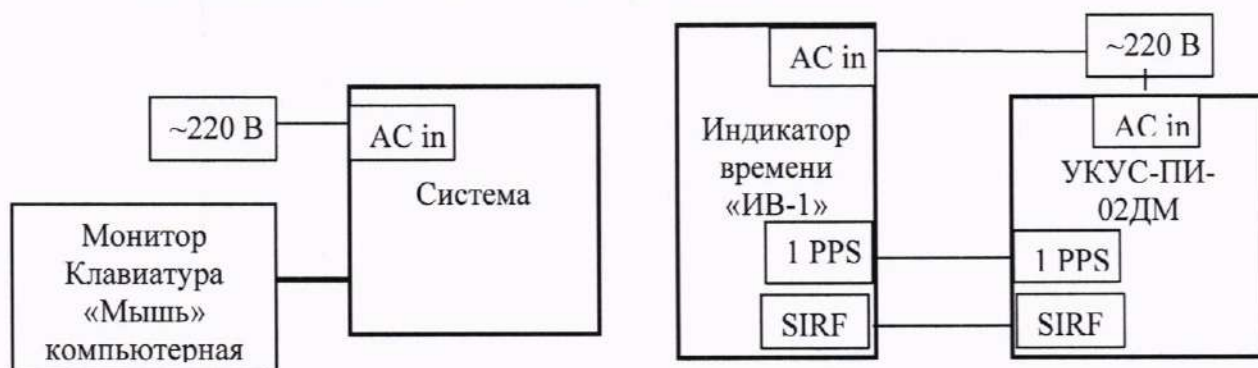 ~220 В
AC in
Система
Монитор
Клавиатура
«Мышь»
компьютерная
AC in
~220 В
Индикатор
времени
«ИВ-1»
1 PPS
SIRF
AC in
УКУС-ПИ-
02ДМ
1 PPS
SIRF